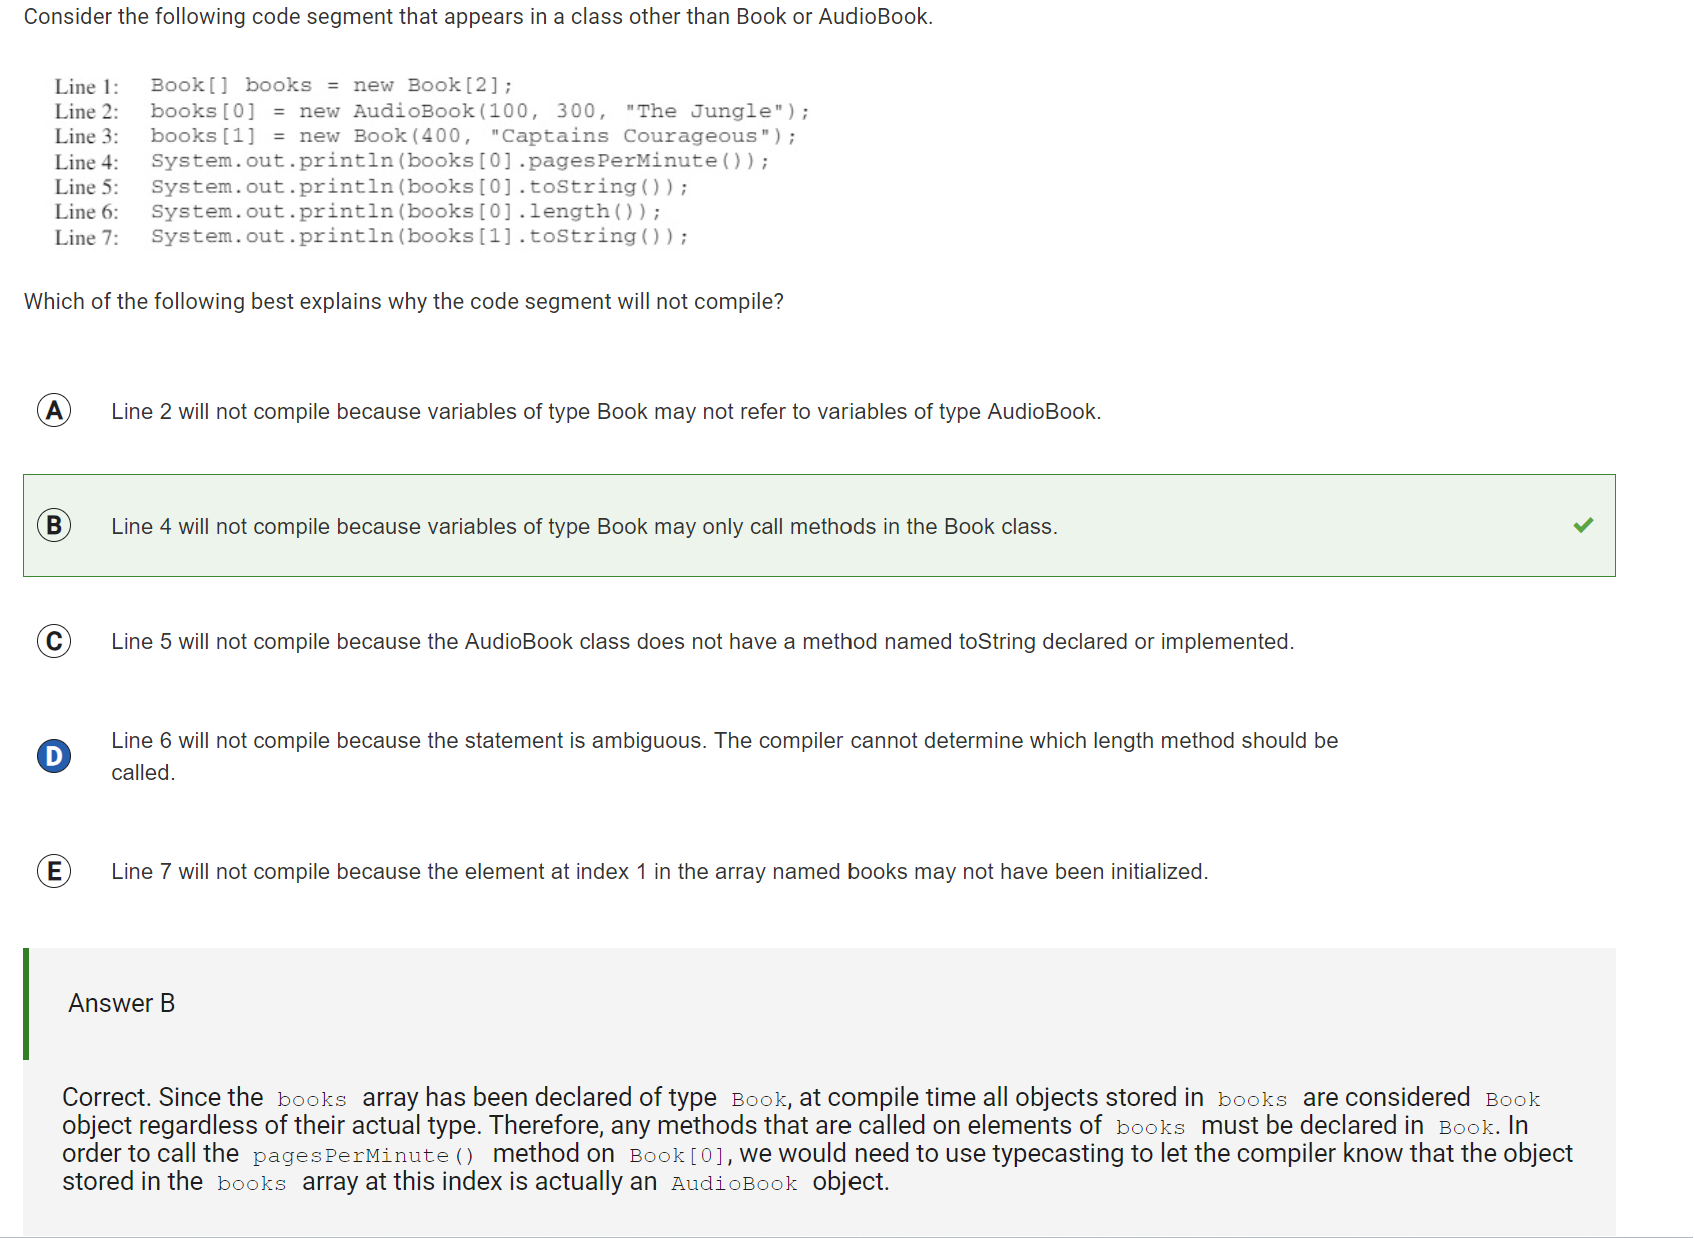 Consider the following code segment that appears in a class other than Book or AudioBook.
Line 1: Book[] books = new Book[2];
Line 2: books[0] = new AudioBook(100, 300, "The Jungle");
Line 3: books[1] = new Book(400, "Captains Courageous");
Line 4: System.out.println(books[0].pagesPerMinute());
Line 5: System.out.println(books[0].toString());
Line 6: System.out.println(books[0].length());
Line 7: System.out.println(books[1].toString());
Which of the following best explains why the code segment will not compile?
A Line 2 will not compile because variables of type Book may not refer to variables of type AudioBook.
B Line 4 will not compile because variables of type Book may only call methods in the Book class.
C Line 5 will not compile because the AudioBook class does not have a method named toString declared or implemented.
D Line 6 will not compile because the statement is ambiguous. The compiler cannot determine which length method should be
called.
E Line 7 will not compile because the element at index 1 in the array named books may not have been initialized.
Answer B
Correct. Since the books array has been declared of type Book, at compile time all objects stored in books are considered Book
object regardless of their actual type. Therefore, any methods that are called on elements of books must be declared in Book. In
order to call the pagesPerMinute() method on Book[0], we would need to use typecasting to let the compiler know that the object
stored in the books array at this index is actually an AudioBook object.